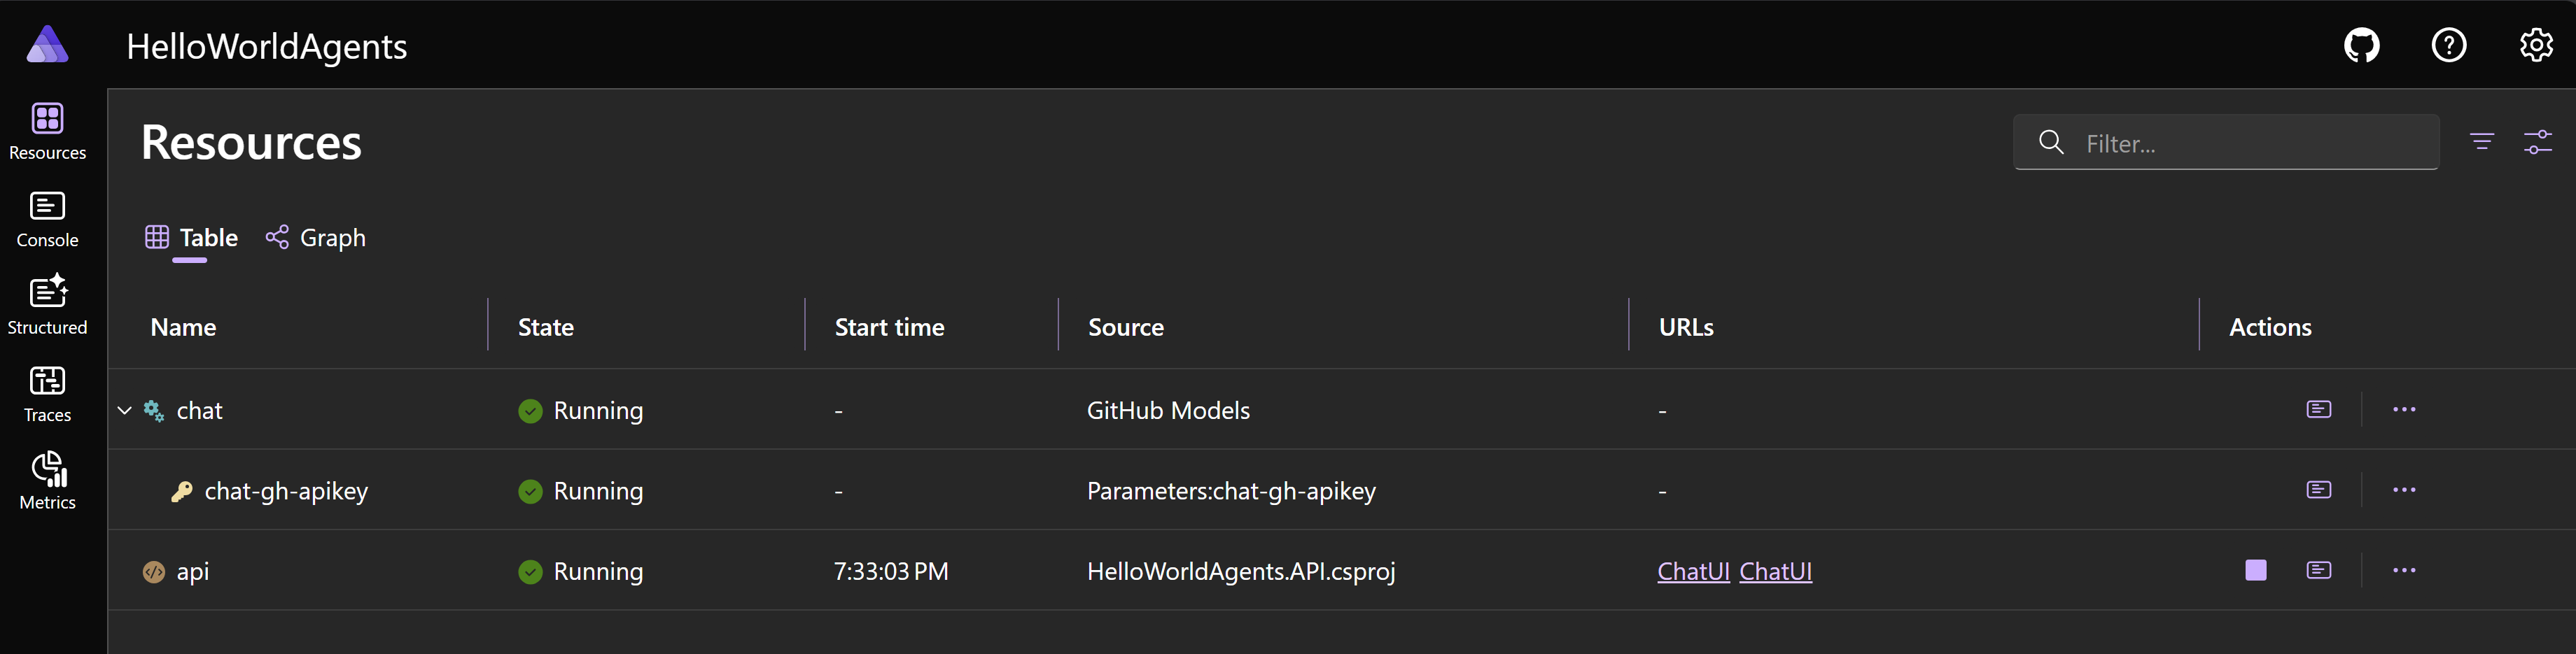 HelloWorldAgents
Resources
Console
Structured
Traces
Metrics
Resources
Filter...
Table Graph
Name State Start time Source URLs Actions
chat Running - GitHub Models -
chat-gh-apikey Running - Parameters:chat-gh-apikey -
api Running 7:33:03 PM HelloWorldAgents.API.csproj ChatUI ChatUI